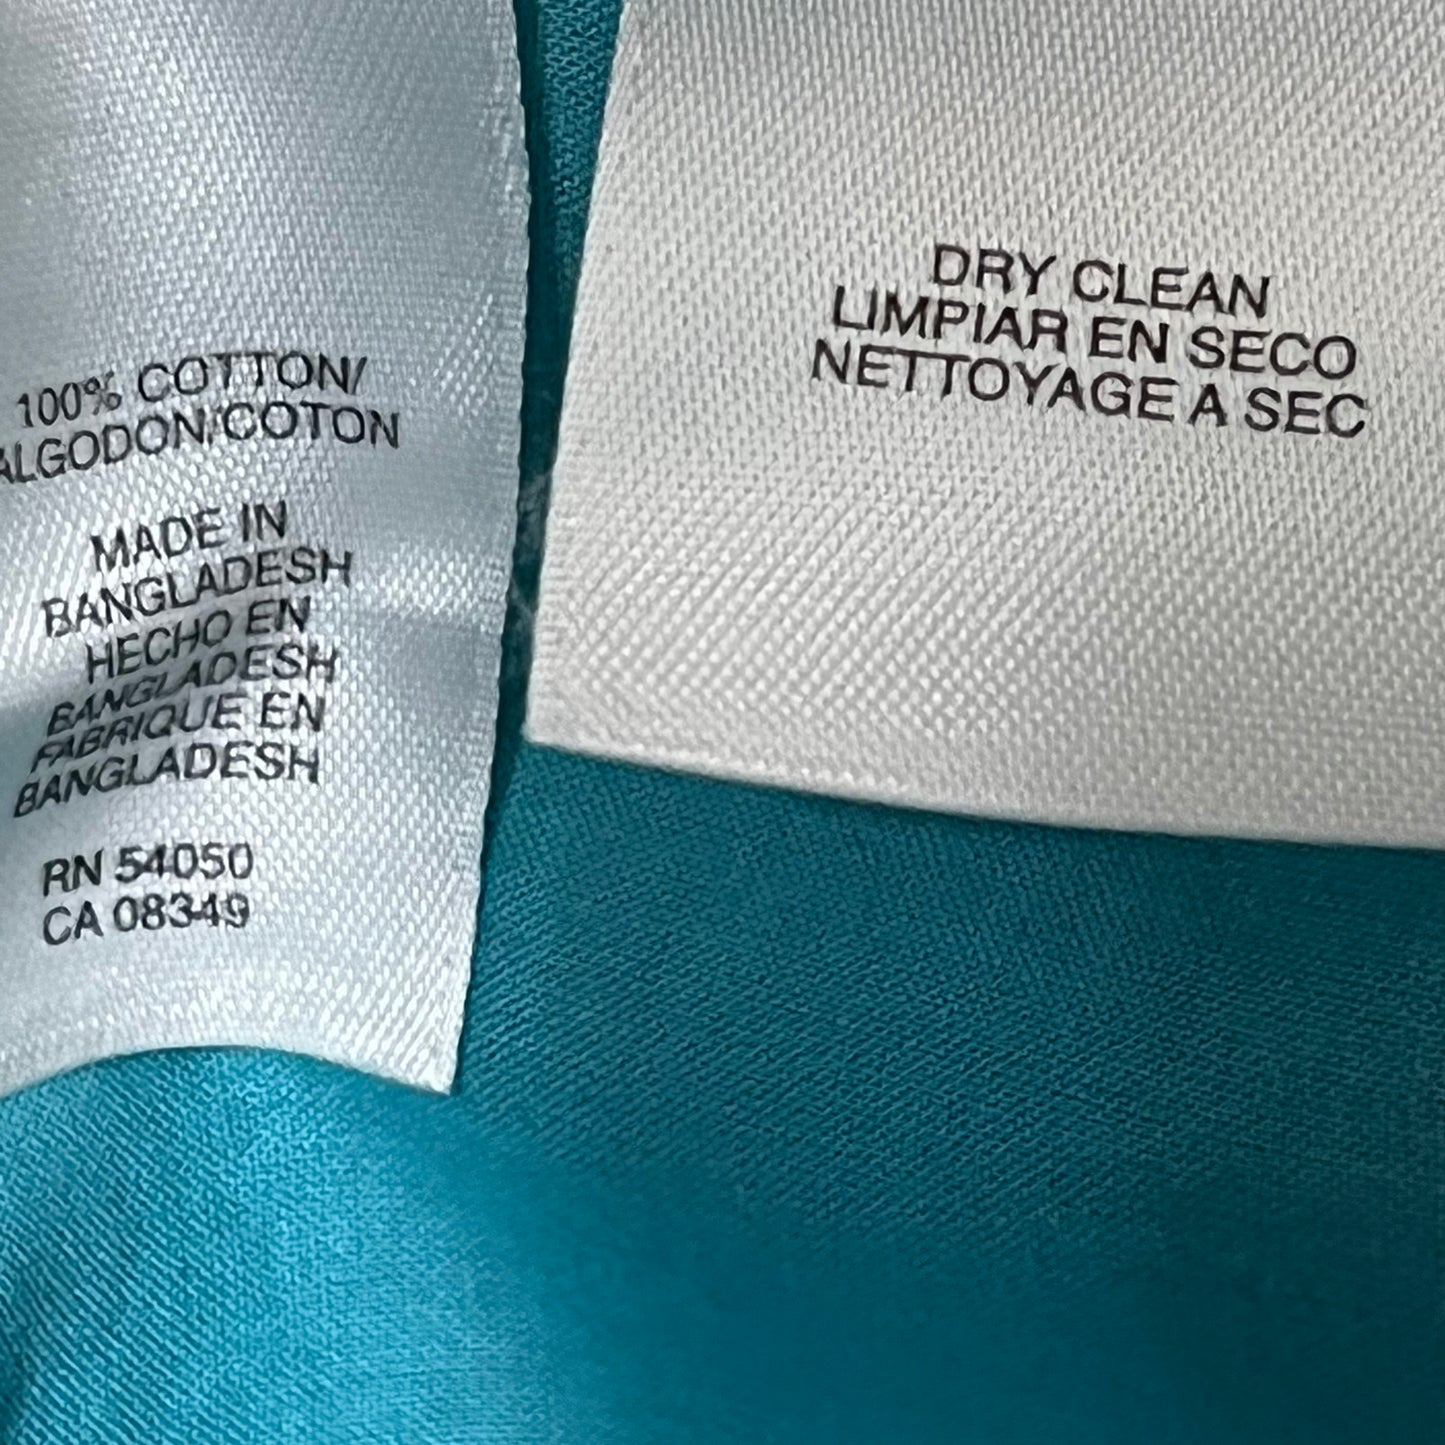 100% COTTON/
ALGODON/COTON
MADE IN
BANGLADESH
HECHO EN
BANGLADESH
FABRIQUE EN
BANGLADESH
RN 54050
CA 08349
DRY CLEAN
LIMPIAR EN SECO
NETTOYAGE A SEC